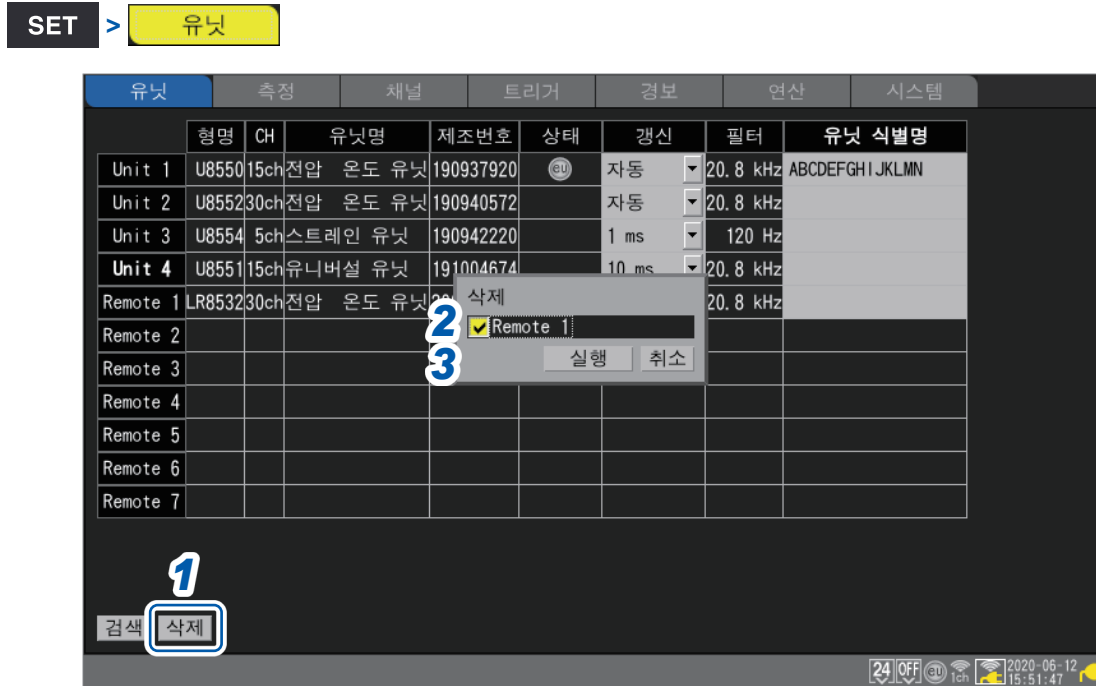 SET > 유닛
유닛 측정 채널 트리거 경보 연산 시스템
형명 CH 유닛명 제조번호 상태 갱신 필터 유닛 식별명
Unit 1 U8550 15ch 전압 온도 유닛 190937920 eu 자동 20.8 kHz ABCDEFGHIJKLMN
Unit 2 U8552 30ch 전압 온도 유닛 190940572 자동 20.8 kHz
Unit 3 U8554 5ch 스트레인 유닛 190942220 1 ms 120 Hz
Unit 4 U8551 15ch 유니버설 유닛 191004674 10 ms 20.8 kHz
Remote 1 LR8532 30ch 전압 온도 유닛 20.8 kHz
삭제
2 Remote 1
Remote 2
3 실행 취소
Remote 3
Remote 4
Remote 5
Remote 6
Remote 7
1
검색 삭제
24 OFF eu 1ch 2020-06-12
15:51:47